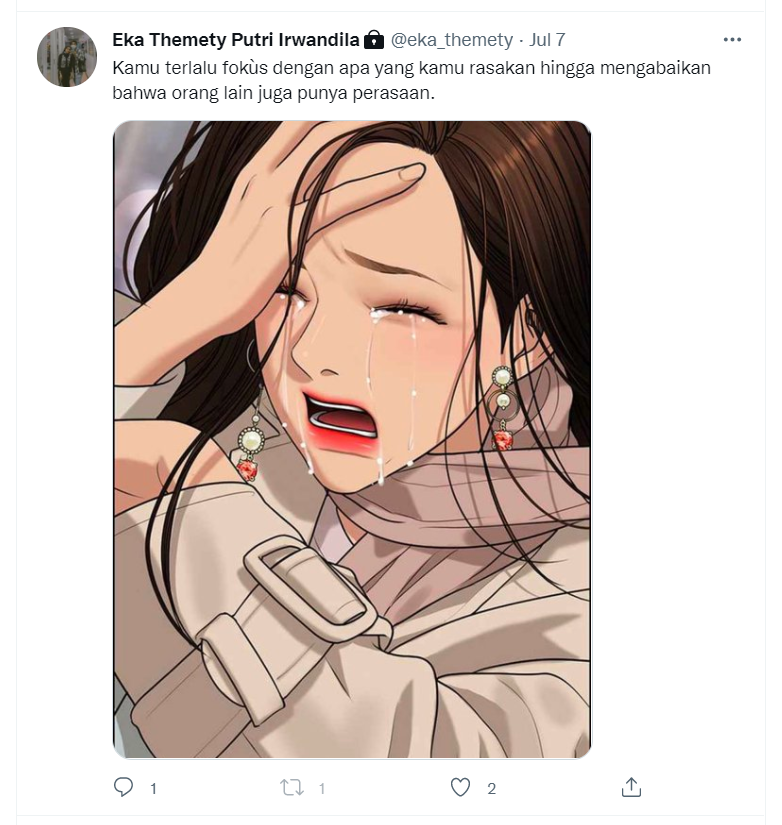 Eka Themety Putri Irwandila @eka_themety · Jul 7
Kamu terlalu fokùs dengan apa yang kamu rasakan hingga mengabaikan
bahwa orang lain juga punya perasaan.
1 1 2